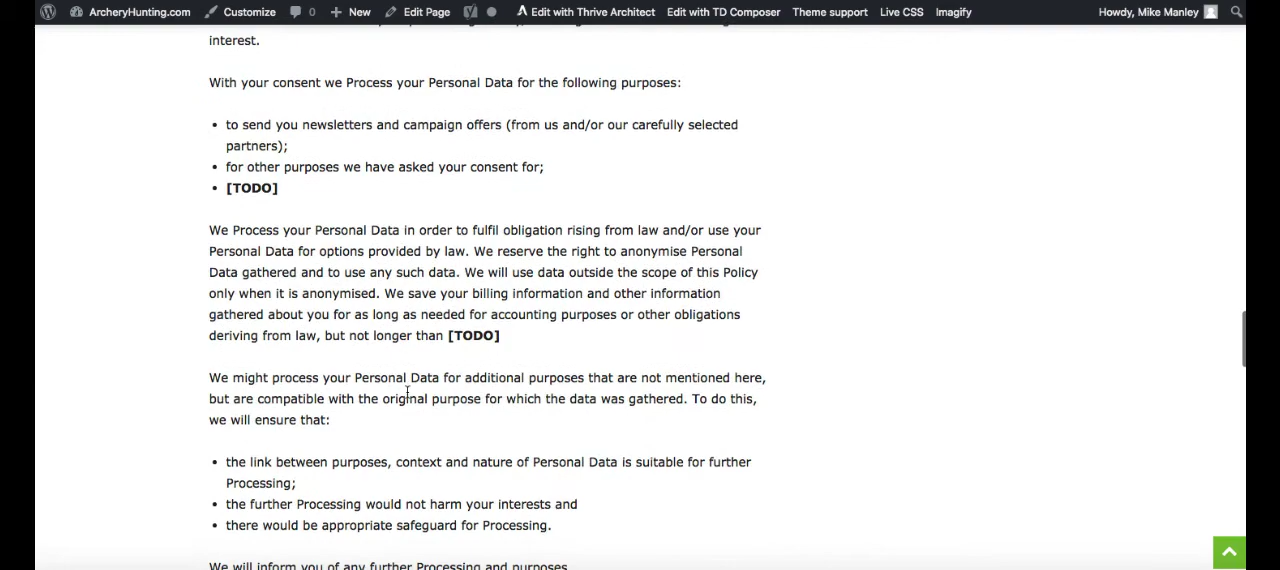 ArcheryHunting.com Customize 0 New Edit Page Edit with Thrive Architect Edit with TD Composer Theme support Live CSS Imagify Howdy, Mike Manley
interest.
With your consent we Process your Personal Data for the following purposes:
• to send you newsletters and campaign offers (from us and/or our carefully selected
partners);
• for other purposes we have asked your consent for;
• [TODO]
We Process your Personal Data in order to fulfil obligation rising from law and/or use your
Personal Data for options provided by law. We reserve the right to anonymise Personal
Data gathered and to use any such data. We will use data outside the scope of this Policy
only when it is anonymised. We save your billing information and other information
gathered about you for as long as needed for accounting purposes or other obligations
deriving from law, but not longer than [TODO]
We might process your Personal Data for additional purposes that are not mentioned here,
but are compatible with the original purpose for which the data was gathered. To do this,
we will ensure that:
• the link between purposes, context and nature of Personal Data is suitable for further
Processing;
• the further Processing would not harm your interests and
• there would be appropriate safeguard for Processing.
We will inform you of any further Processing and purposes.